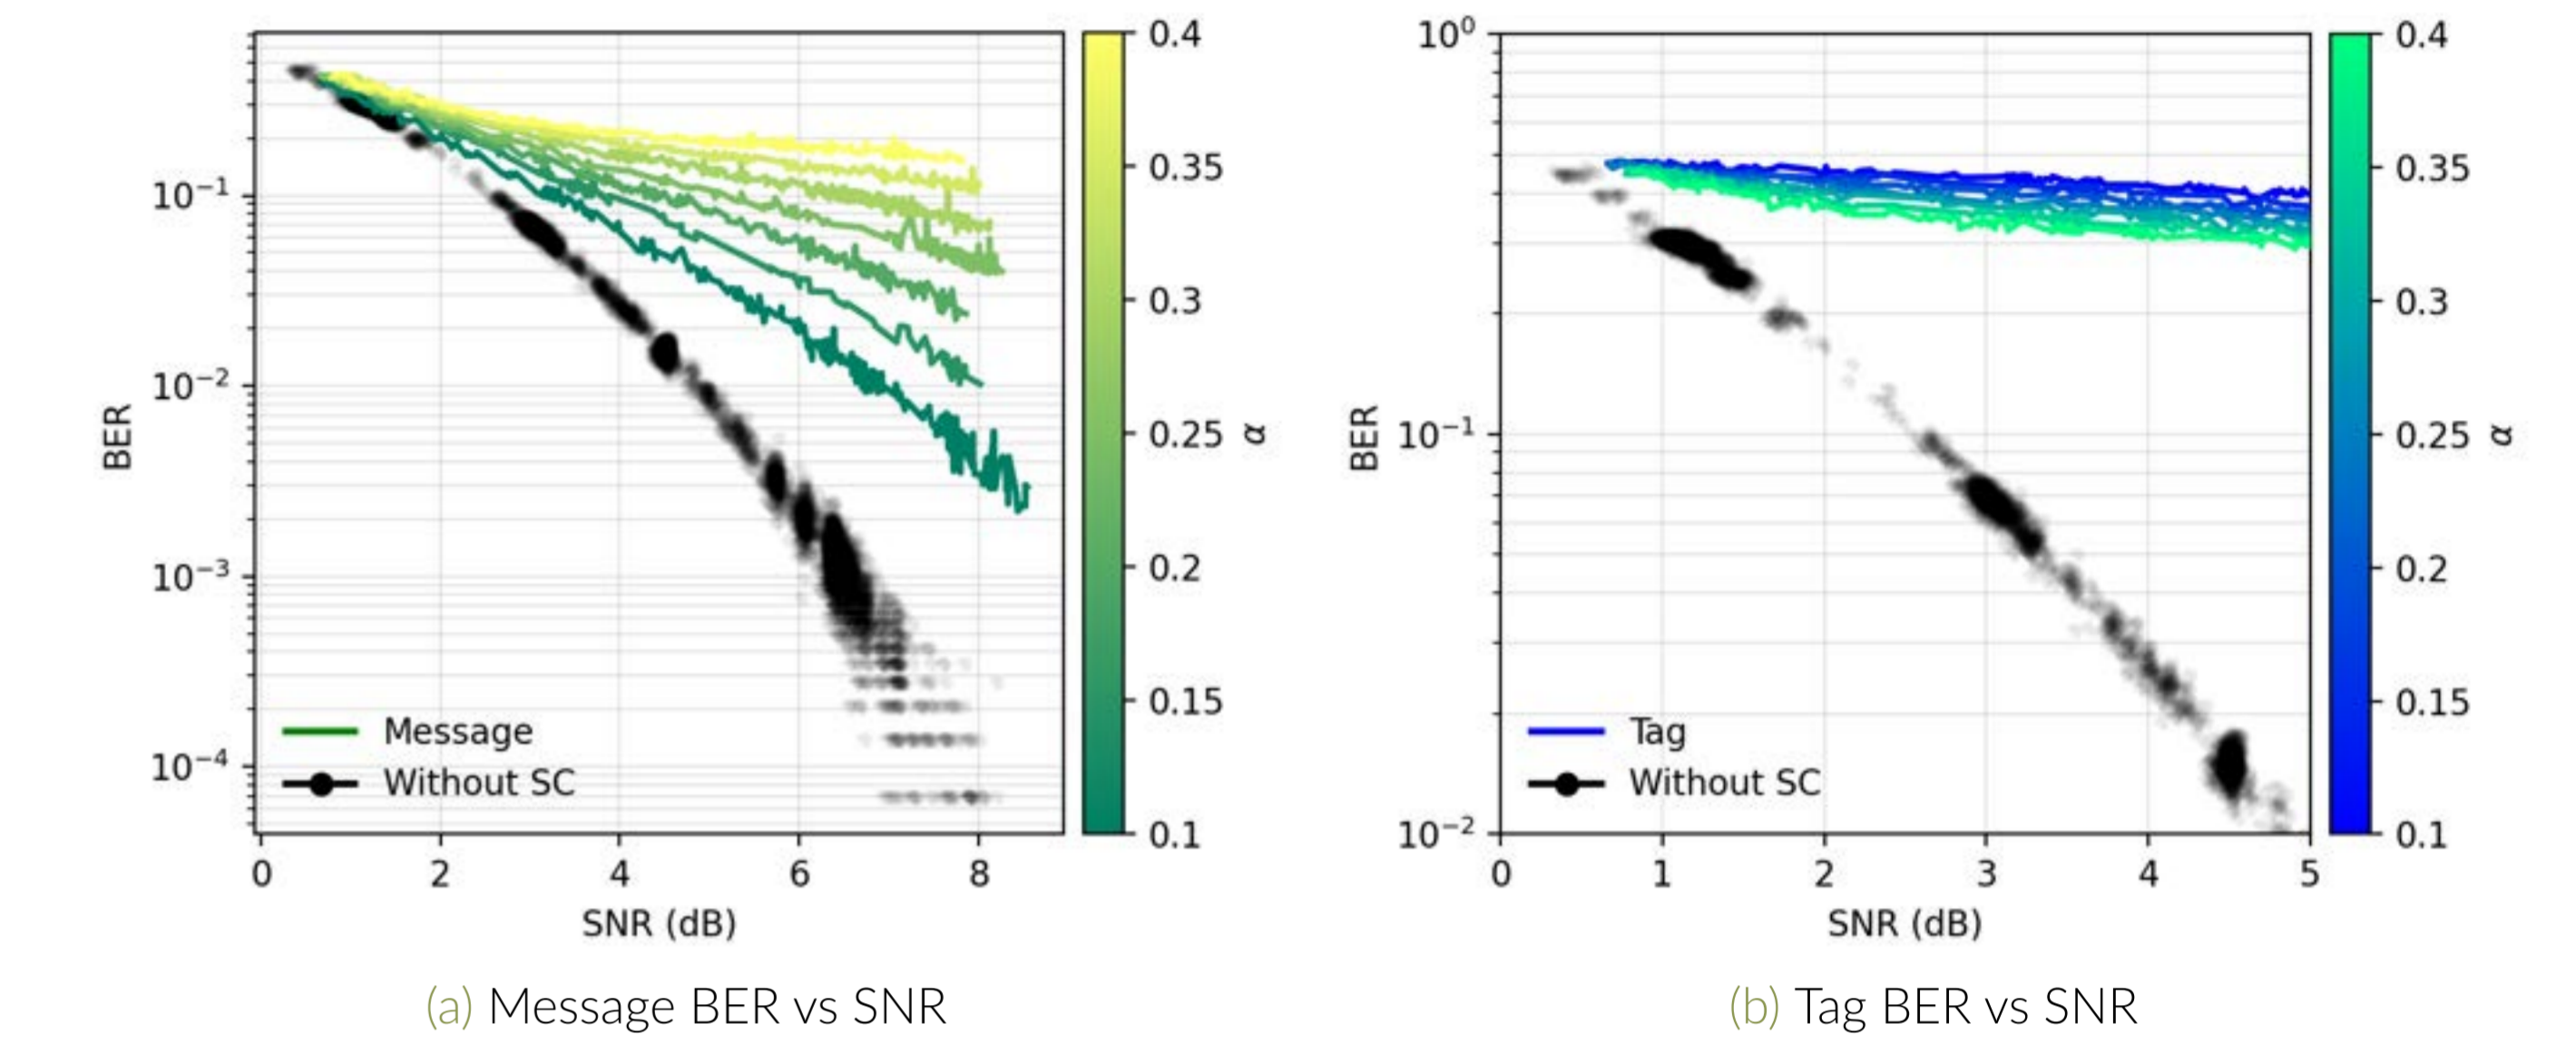 BER
10⁻¹
10⁻²
10⁻³
10⁻⁴
0 2 4 6 8
SNR (dB)
Message
Without SC
0.4
0.35
0.3
0.25
0.2
0.15
0.1
α
(a) Message BER vs SNR
BER
10⁰
10⁻¹
10⁻²
0 1 2 3 4 5
SNR (dB)
Tag
Without SC
0.4
0.35
0.3
0.25
0.2
0.15
0.1
α
(b) Tag BER vs SNR